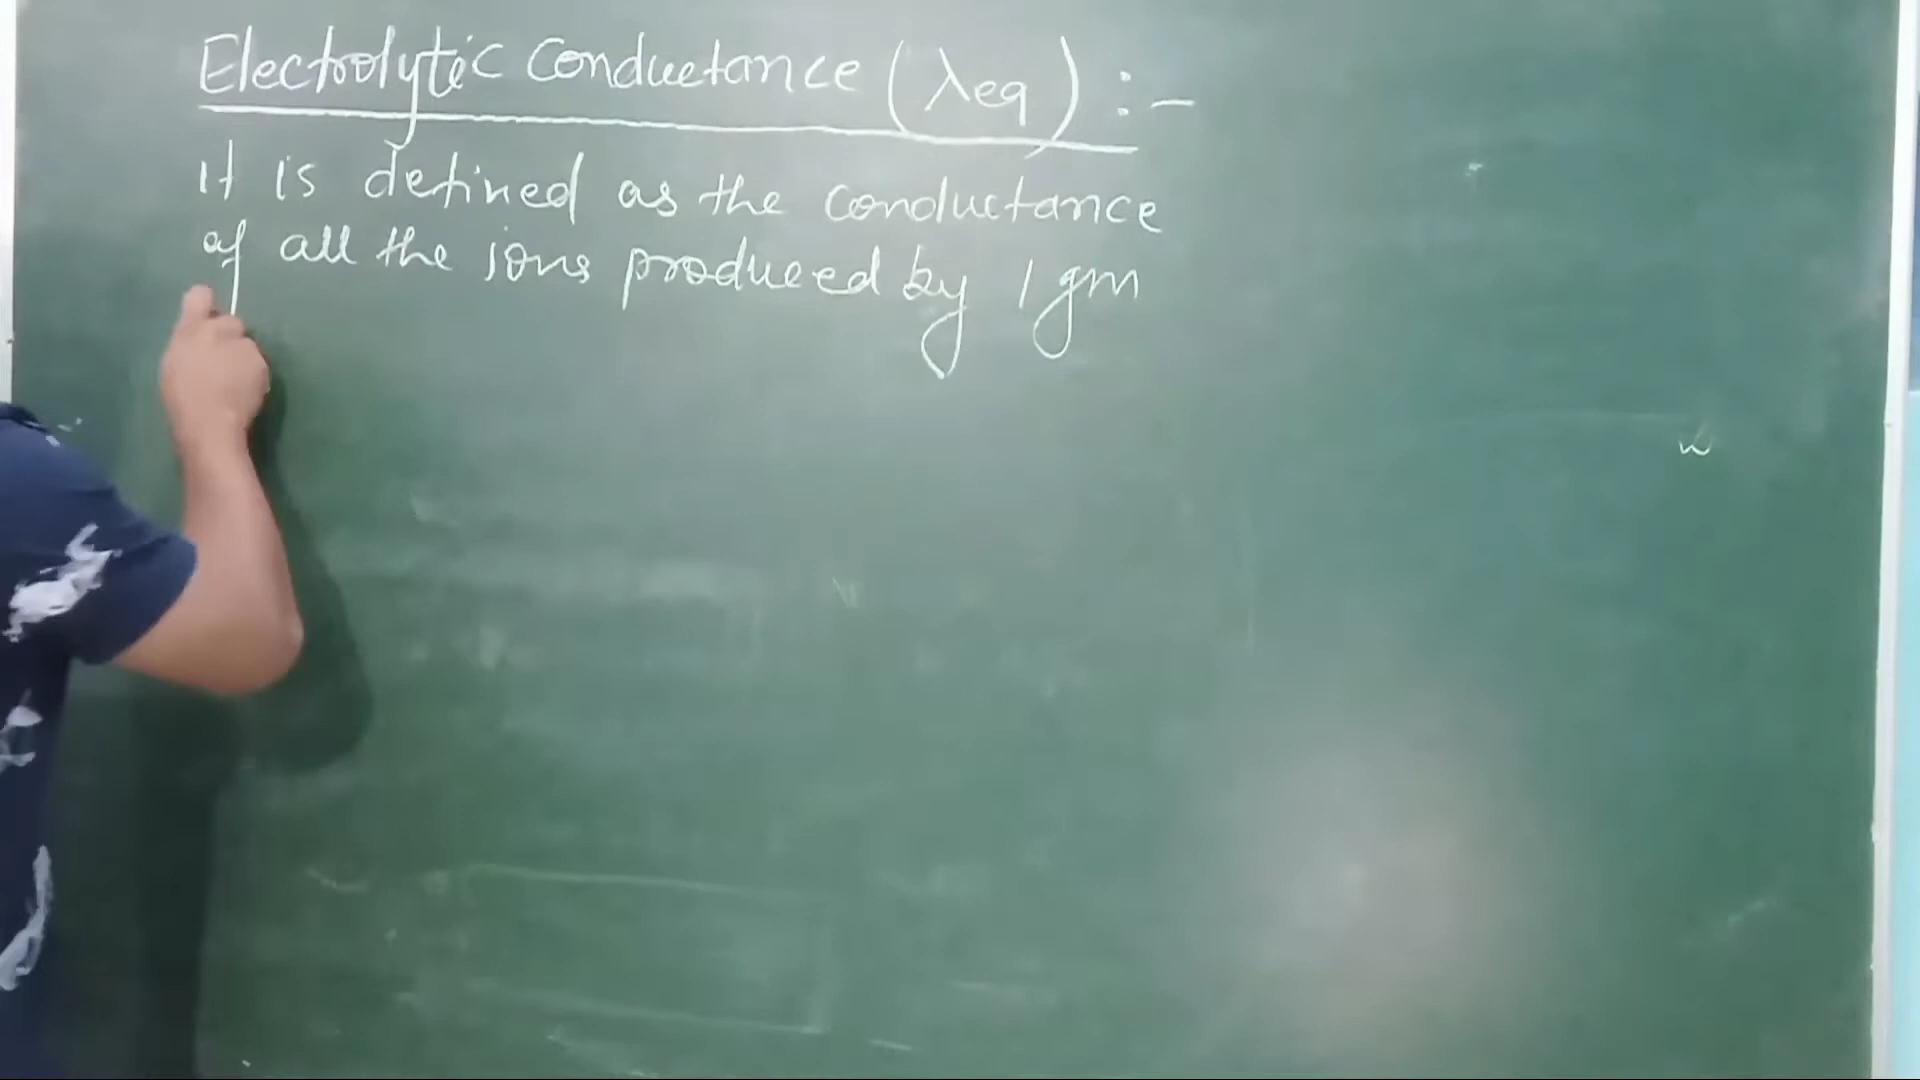 Electrolytic Conductance (λeq) :-
It is defined as the conductance
of all the ions produced by 1 gm